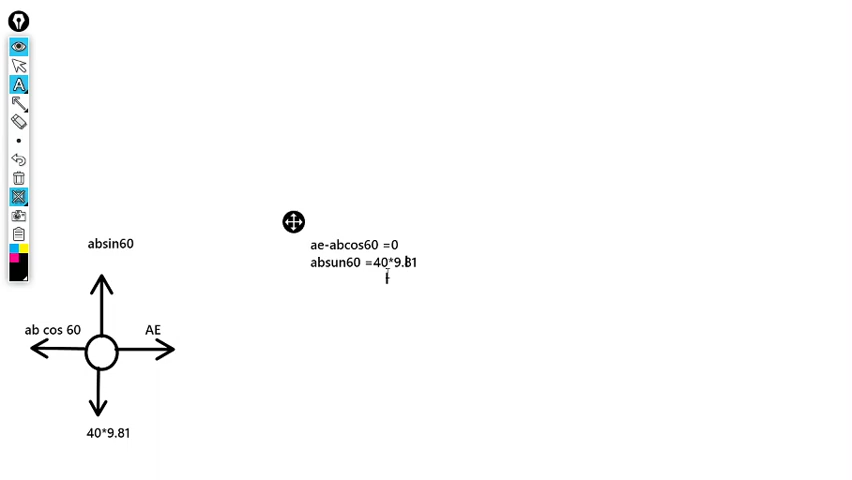 absin60
ae-abcos60 =0
absun60 =40*9.81
ab cos 60
AE
40*9.81